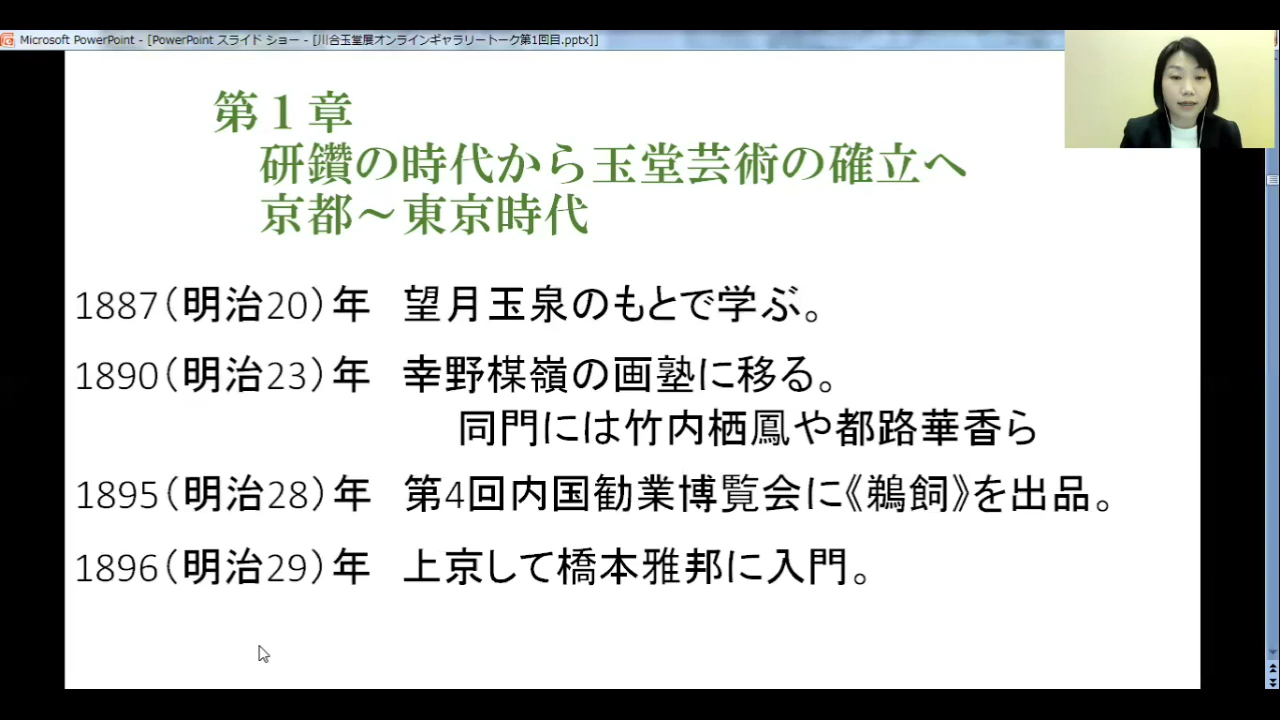 Microsoft PowerPoint - [PowerPoint スライド ショー - [川合玉堂展オンラインギャラリートーク第1回目.pptx]]
第１章
研鑽の時代から玉堂芸術の確立へ
京都～東京時代
1887（明治20）年　望月玉泉のもとで学ぶ。
1890（明治23）年　幸野楳嶺の画塾に移る。
同門には竹内栖鳳や都路華香ら
1895（明治28）年　第4回内国勧業博覧会に《鵜飼》を出品。
1896（明治29）年　上京して橋本雅邦に入門。